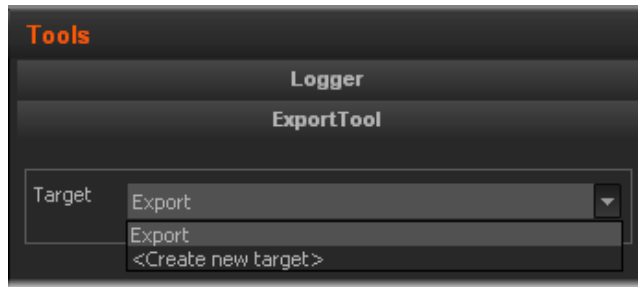 Tools
Logger
ExportTool
Target Export
Export
<Create new target>